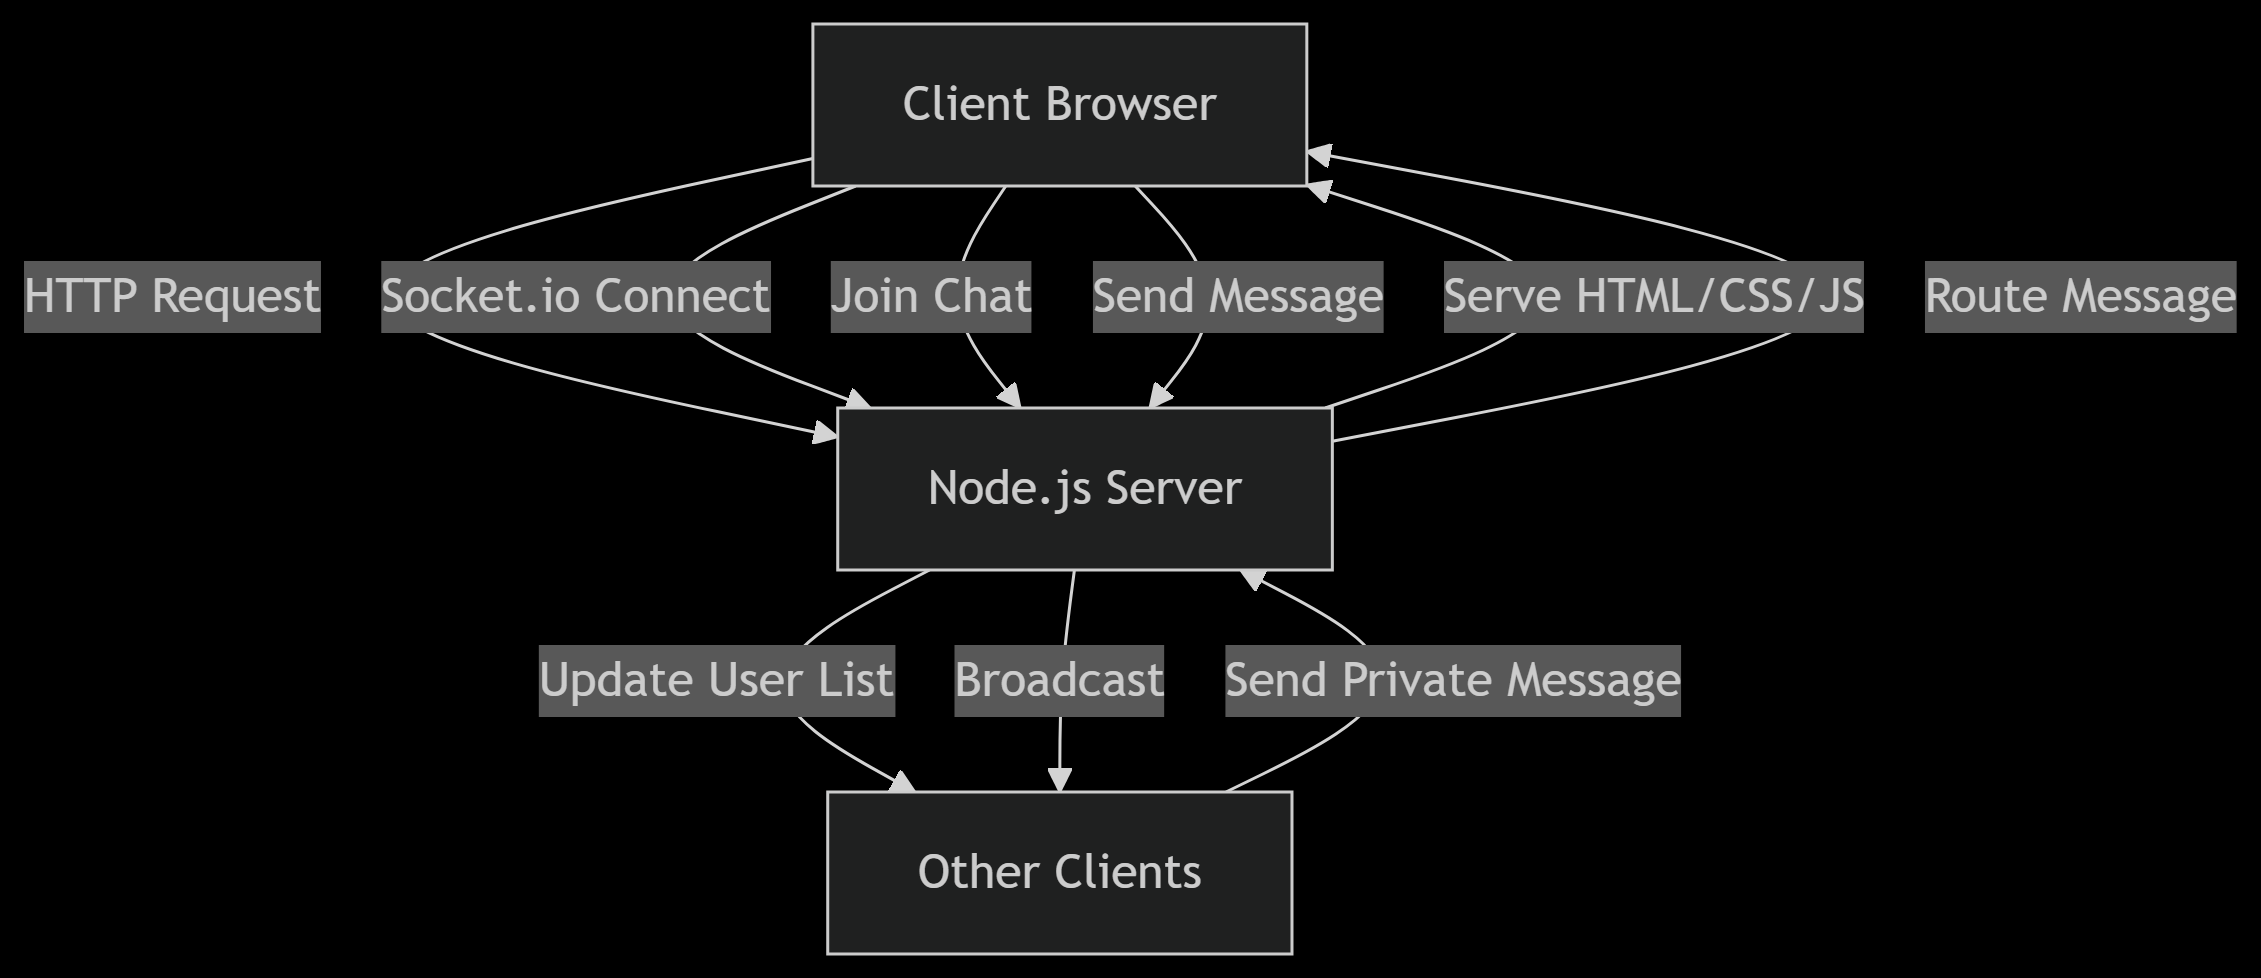 Client Browser
HTTP Request
Socket.io Connect
Join Chat
Send Message
Serve HTML/CSS/JS
Route Message
Node.js Server
Update User List
Broadcast
Send Private Message
Other Clients